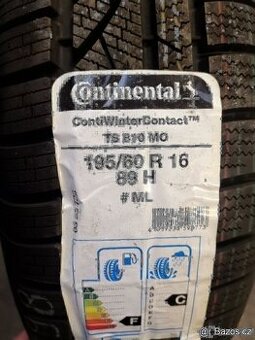 Continental
ContiWinterContact™
TS 810 MO
195/60 R 16
89 H
# ML
F
C
© Bazos.cz